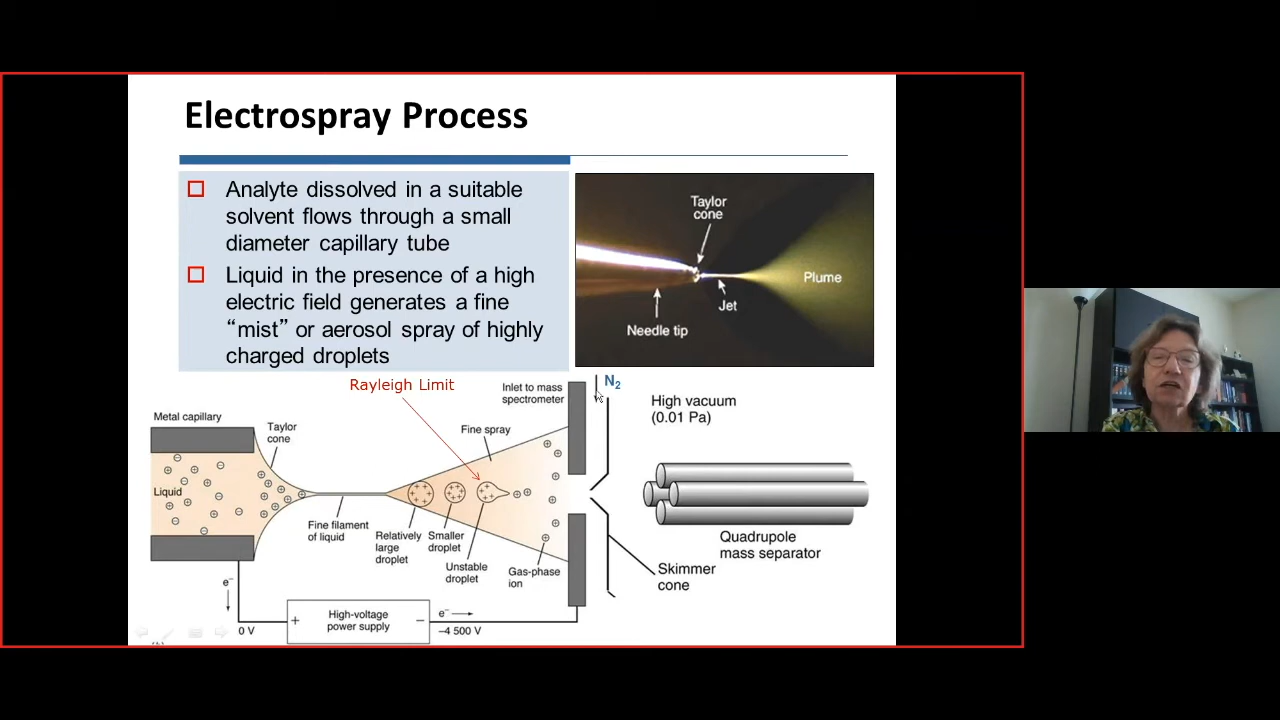 Electrospray Process
Analyte dissolved in a suitable
solvent flows through a small
diameter capillary tube
Liquid in the presence of a high
electric field generates a fine
“mist” or aerosol spray of highly
charged droplets
Taylor
cone
Plume
Jet
Needle tip
Rayleigh Limit
Inlet to mass
spectrometer
N2
High vacuum
(0.01 Pa)
Metal capillary
Taylor
cone
Fine spray
Liquid
Fine filament
of liquid
Relatively
large
droplet
Smaller
droplet
Unstable
droplet
Gas-phase
ion
Quadrupole
mass separator
Skimmer
cone
e−
0 V
+
High-voltage
power supply
−
e−
–4 500 V